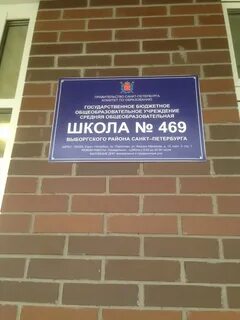 ПРАВИТЕЛЬСТВО САНКТ-ПЕТЕРБУРГА
КОМИТЕТ ПО ОБРАЗОВАНИЮ
ГОСУДАРСТВЕННОЕ БЮДЖЕТНОЕ
ОБЩЕОБРАЗОВАТЕЛЬНОЕ УЧРЕЖДЕНИЕ
СРЕДНЯЯ ОБЩЕОБРАЗОВАТЕЛЬНАЯ
ШКОЛА № 469
ВЫБОРГСКОГО РАЙОНА САНКТ-ПЕТЕРБУРГА